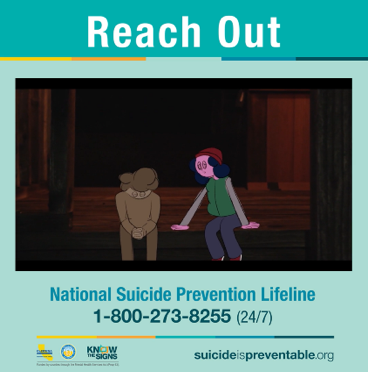 Reach Out
National Suicide Prevention Lifeline
1-800-273-8255 (24/7)
KNOW
THE SIGNS
suicideispreventable.org